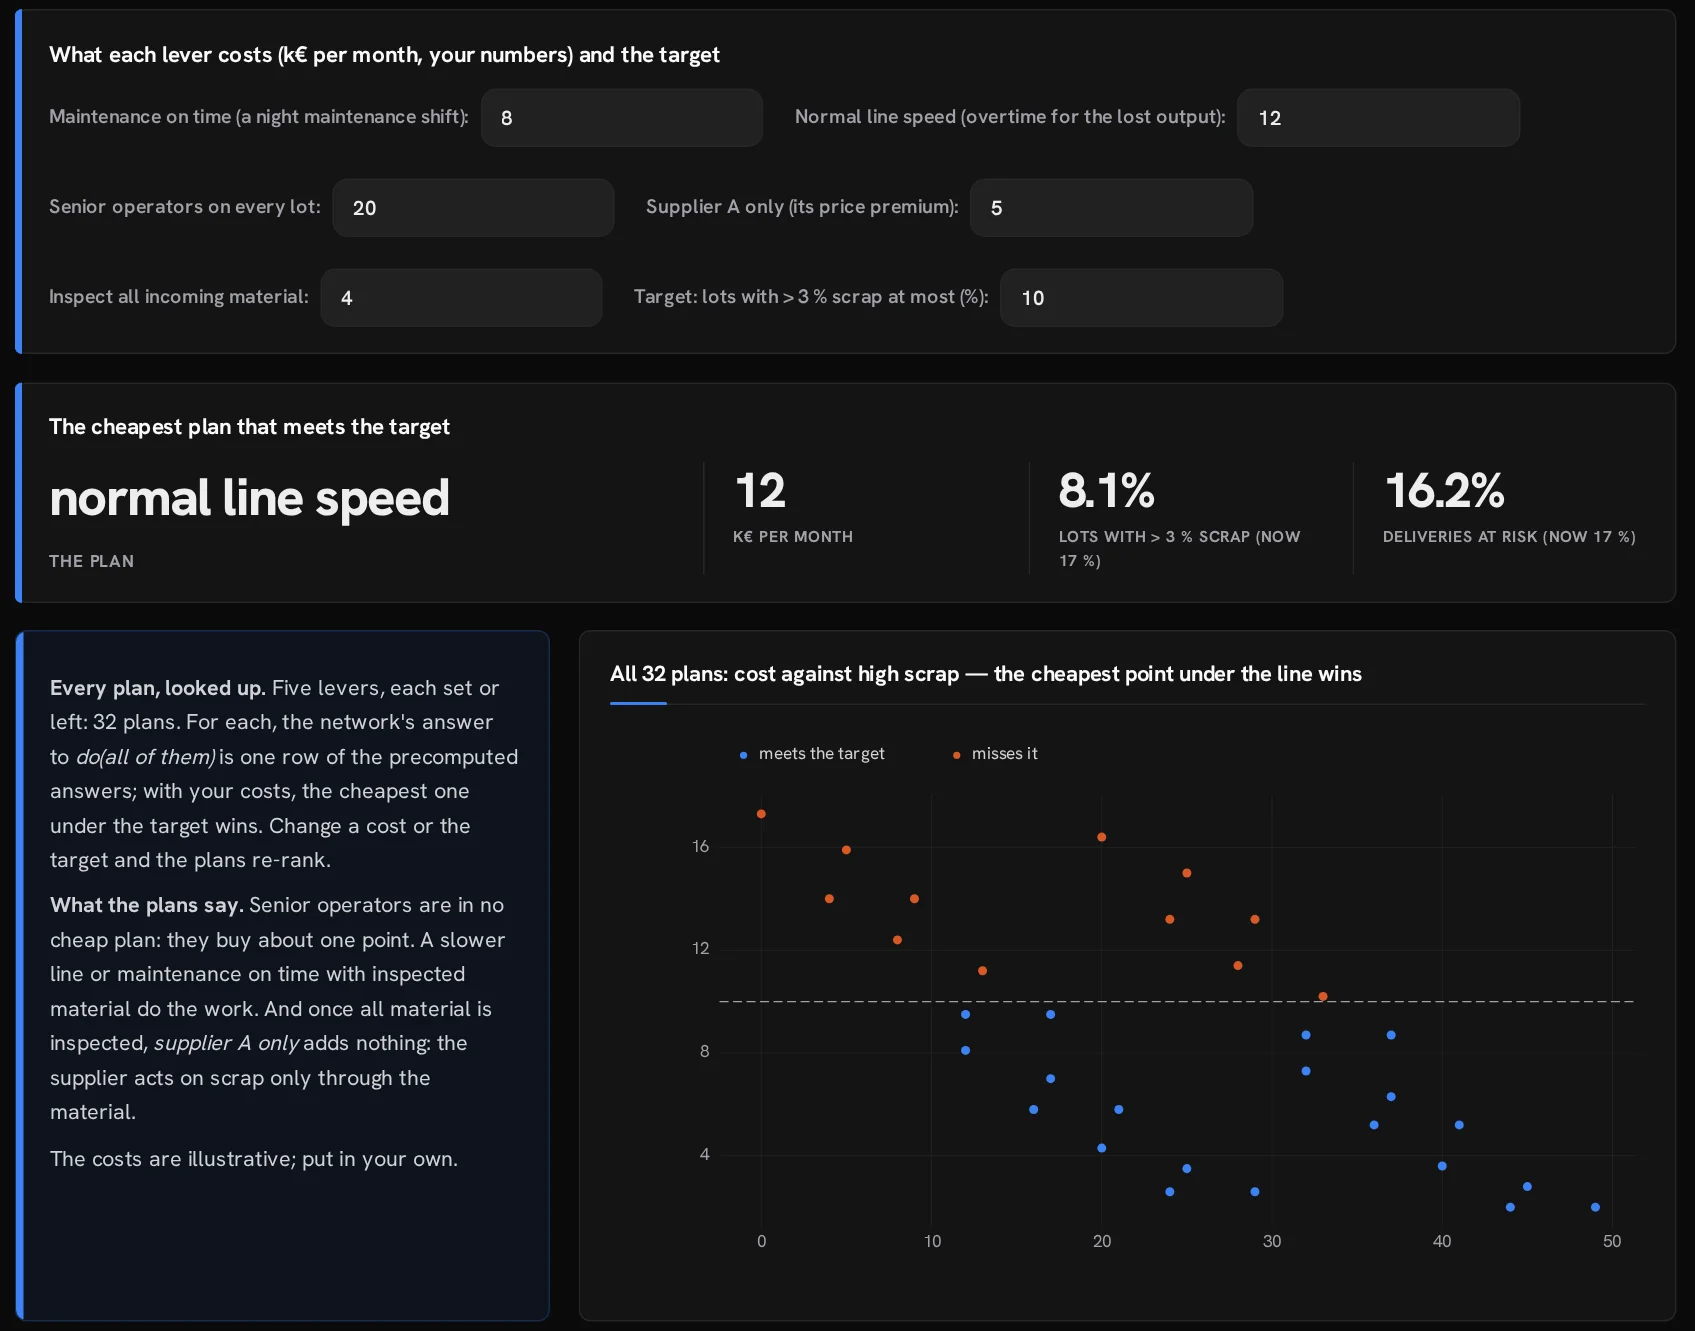 What each lever costs (k€ per month, your numbers) and the target
Maintenance on time (a night maintenance shift): 8 Normal line speed (overtime for the lost output): 12
Senior operators on every lot: 20 Supplier A only (its price premium): 5
Inspect all incoming material: 4 Target: lots with > 3 % scrap at most (%): 10
The cheapest plan that meets the target
normal line speed
THE PLAN
12
K€ PER MONTH
8.1%
LOTS WITH > 3 % SCRAP (NOW
17 %)
16.2%
DELIVERIES AT RISK (NOW 17 %)
Every plan, looked up. Five levers, each set or
left: 32 plans. For each, the network's answer
to do(all of them) is one row of the precomputed
answers; with your costs, the cheapest one
under the target wins. Change a cost or the
target and the plans re-rank.
What the plans say. Senior operators are in no
cheap plan: they buy about one point. A slower
line or maintenance on time with inspected
material do the work. And once all material is
inspected, supplier A only adds nothing: the
supplier acts on scrap only through the
material.
The costs are illustrative; put in your own.
All 32 plans: cost against high scrap — the cheapest point under the line wins
meets the target misses it
16
12
8
4
0 10 20 30 40 50